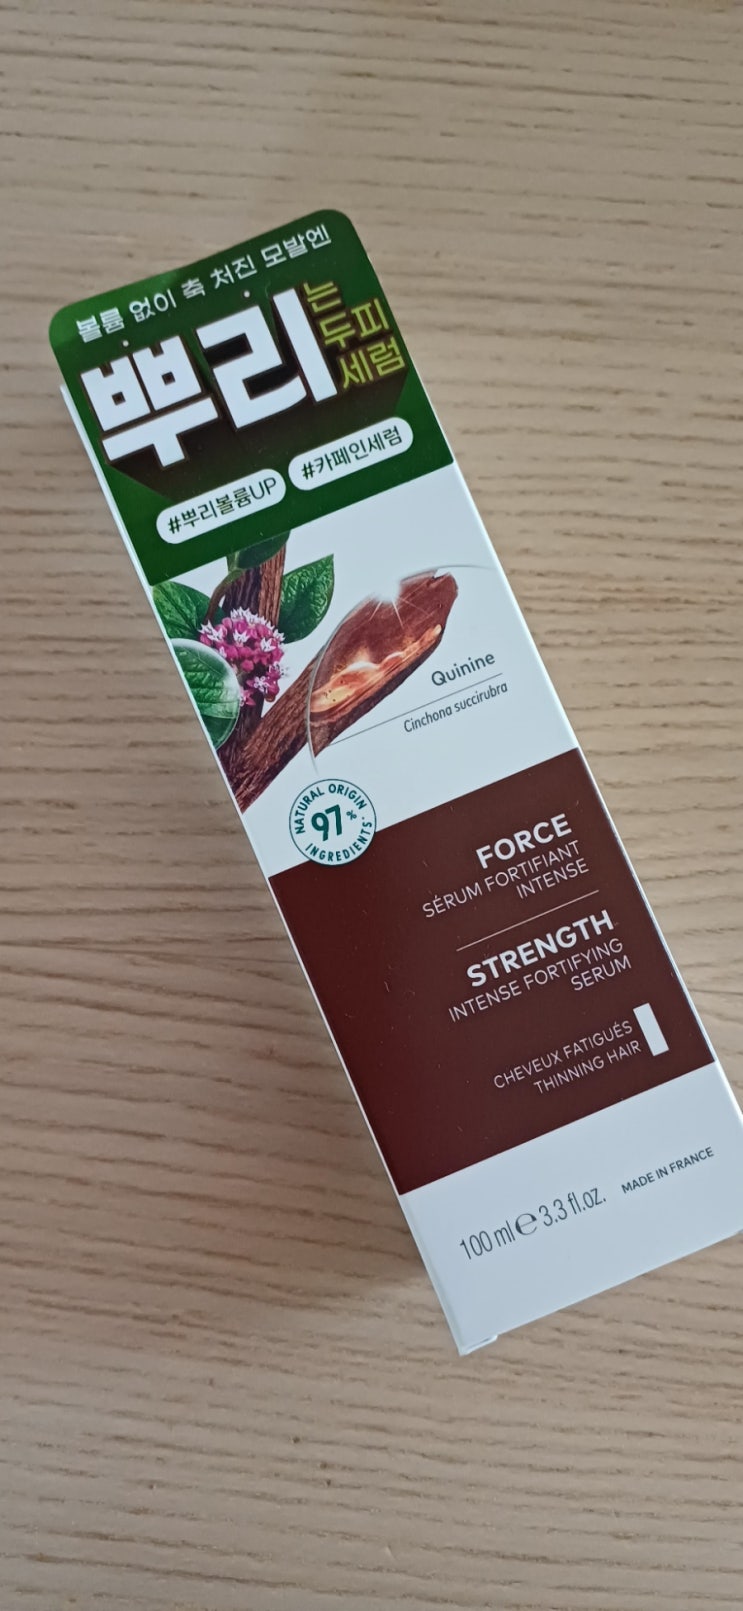 볼륨 없이 축 처진 모발엔
뿌리는
두피
세럼
#뿌리볼륨UP #카페인세럼
Quinine
Cinchona succirubra
NATURAL ORIGIN
97%
INGREDIENTS*
FORCE
SÉRUM FORTIFIANT
INTENSE
STRENGTH
INTENSE FORTIFYING
SERUM
CHEVEUX FATIGUÉS
THINNING HAIR
100 ml e 3.3 fl.oz. MADE IN FRANCE